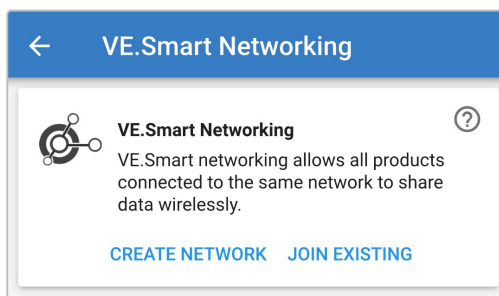 VE.Smart Networking
VE.Smart Networking
VE.Smart networking allows all products
connected to the same network to share
data wirelessly.
CREATE NETWORK JOIN EXISTING